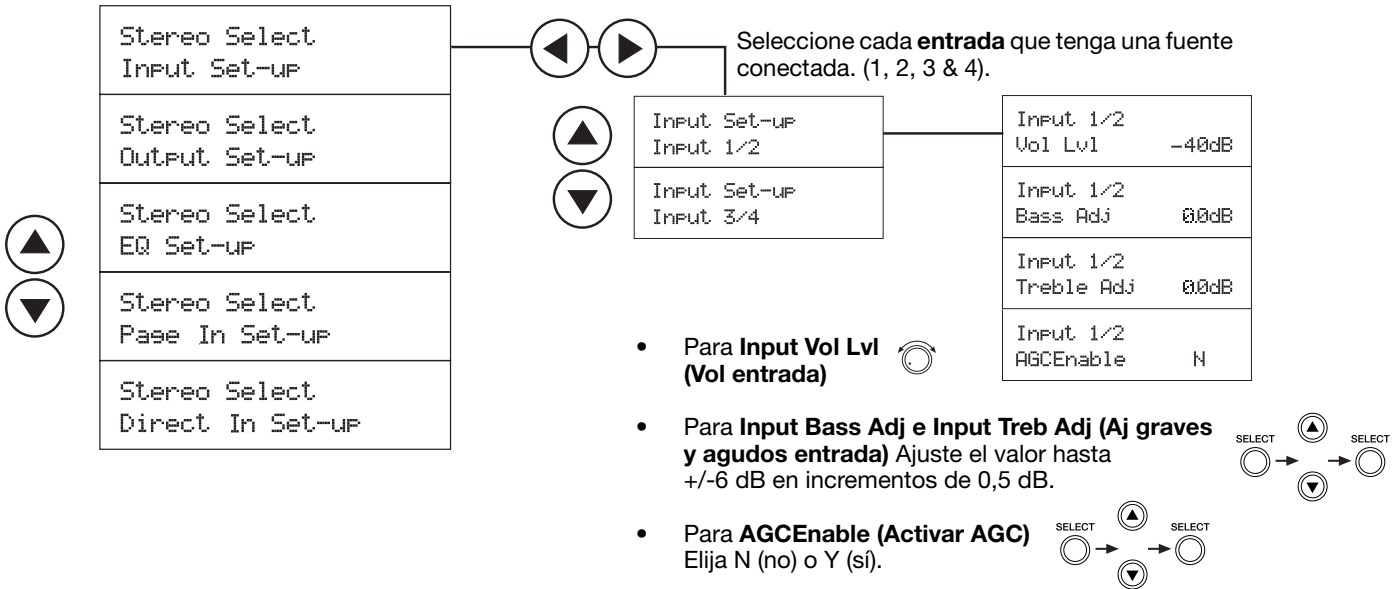 Stereo Select
Input Set-up
Stereo Select
Output Set-up
Stereo Select
EQ Set-up
Stereo Select
Page In Set-up
Stereo Select
Direct In Set-up
Seleccione cada entrada que tenga una fuente
conectada. (1, 2, 3 & 4).
Input Set-up
Input 1/2
Input Set-up
Input 3/4
Input 1/2
Vol Lvl -40dB
Input 1/2
Bass Adj 0.0dB
Input 1/2
Treble Adj 0.0dB
Input 1/2
AGCEnable N
• Para Input Vol Lvl
(Vol entrada)
• Para Input Bass Adj e Input Treb Adj (Aj graves
y agudos entrada) Ajuste el valor hasta
+/-6 dB en incrementos de 0,5 dB.
SELECT SELECT
• Para AGCEnable (Activar AGC)
Elija N (no) o Y (sí).
SELECT SELECT